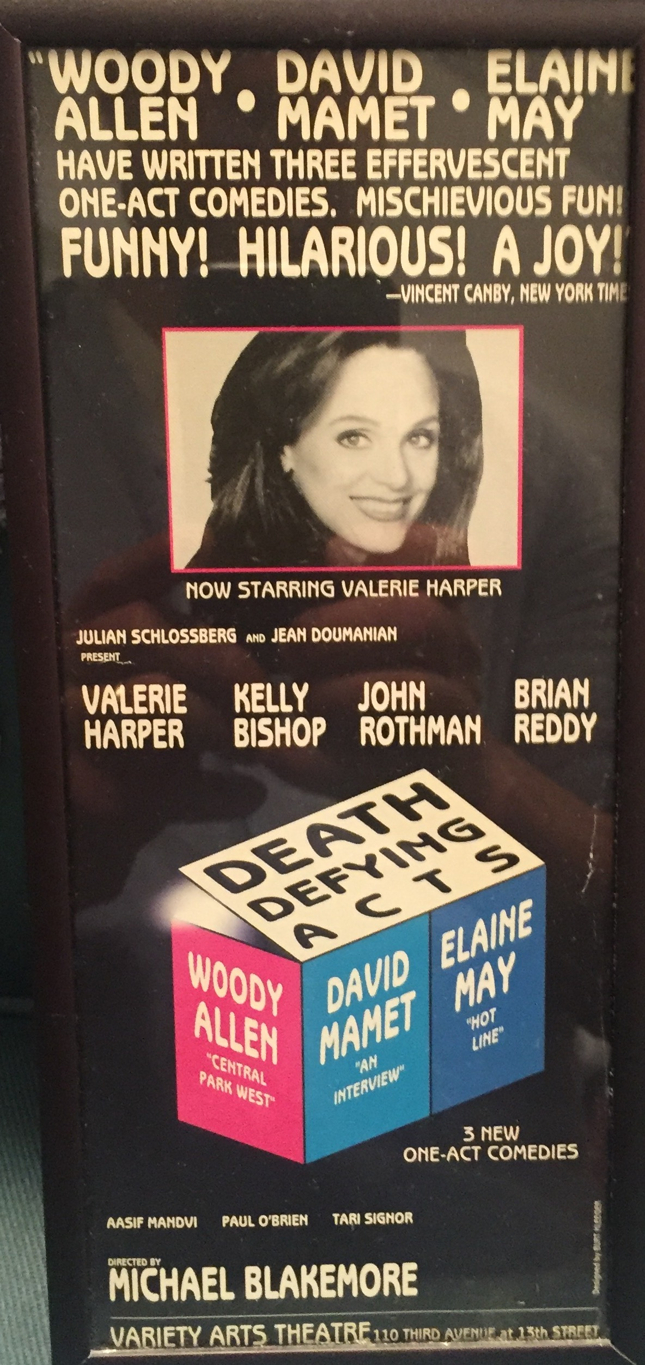 "WOODY • DAVID • ELAINE
ALLEN MAMET MAY
HAVE WRITTEN THREE EFFERVESCENT
ONE-ACT COMEDIES. MISCHIEVIOUS FUN!
FUNNY! HILARIOUS! A JOY!"
—VINCENT CANBY, NEW YORK TIME
NOW STARRING VALERIE HARPER
JULIAN SCHLOSSBERG AND JEAN DOUMANIAN
PRESENT
VALERIE KELLY JOHN BRIAN
HARPER BISHOP ROTHMAN REDDY
DEATH
DEFYING
ACTS
WOODY
ALLEN
"CENTRAL
PARK WEST"
DAVID
MAMET
"AN
INTERVIEW"
ELAINE
MAY
"HOT
LINE"
3 NEW
ONE-ACT COMEDIES
AASIF MANDVI PAUL O'BRIEN TARI SIGNOR
DIRECTED BY
MICHAEL BLAKEMORE
VARIETY ARTS THEATRE 110 THIRD AVENUE at 13th STREET
Designed by BURT